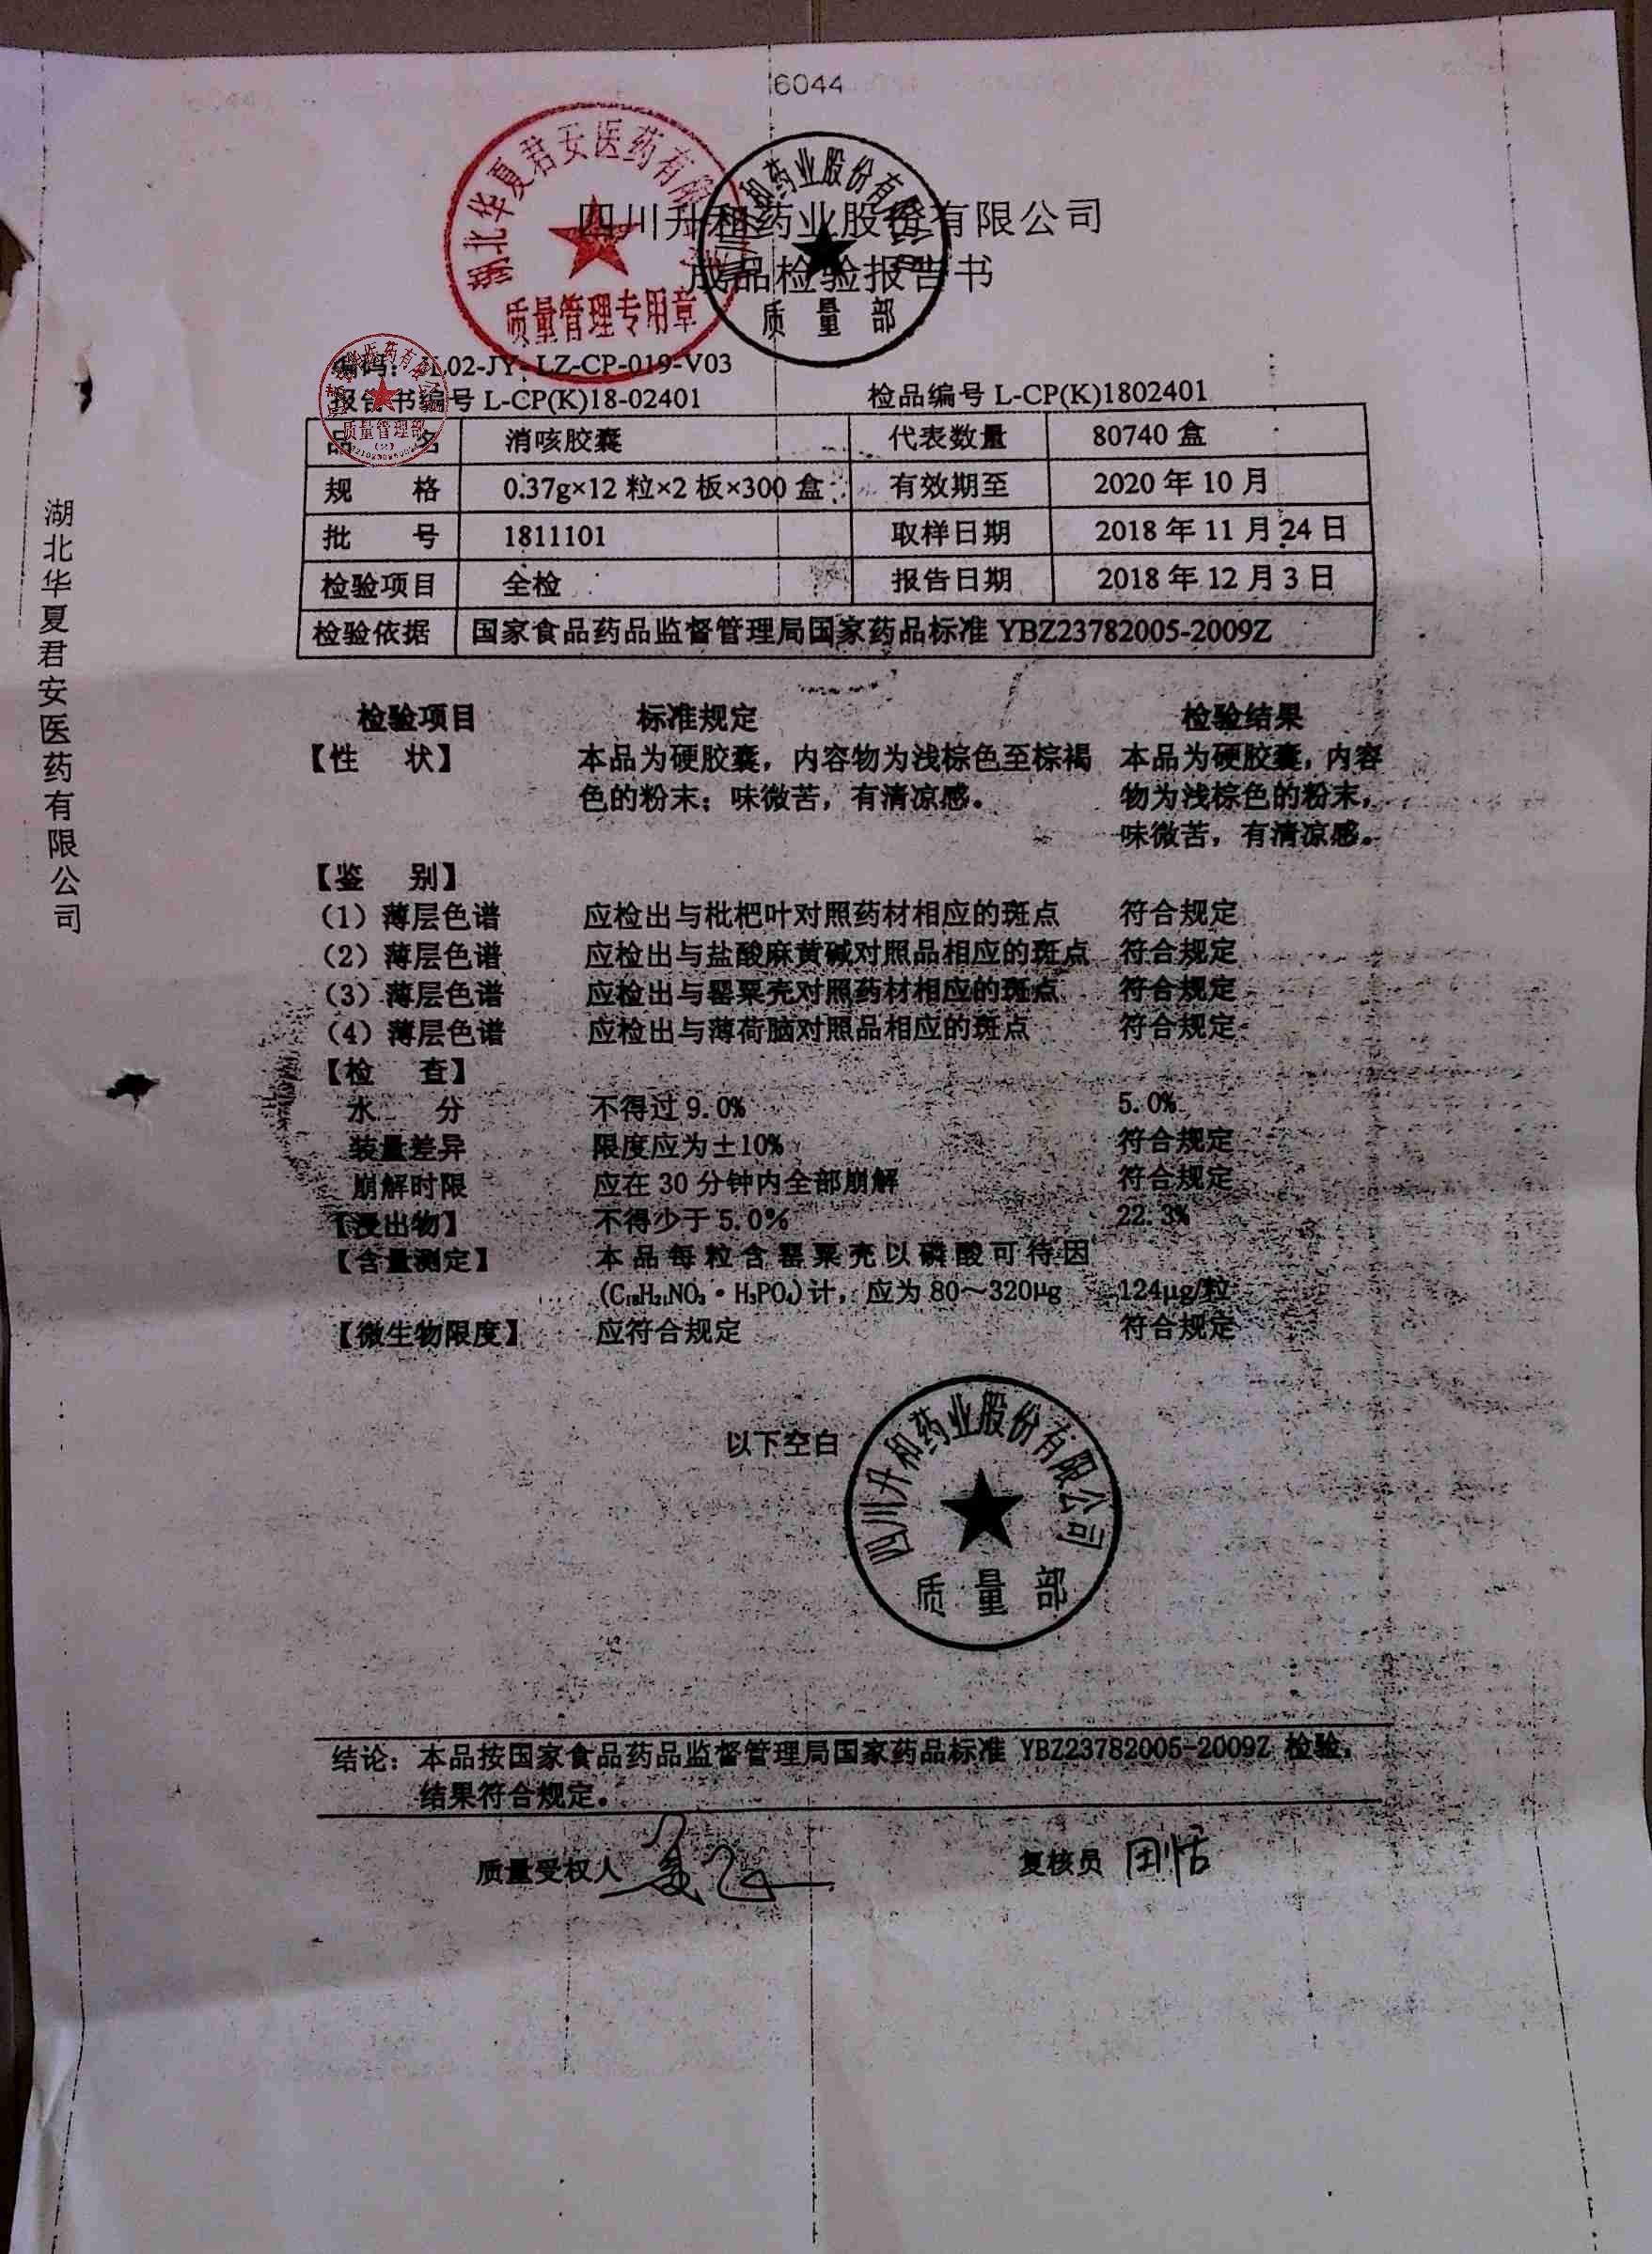 16044
湖北华夏君安医药有限
质量管理专用章
和药业股份有限公司
质量部
四川升和药业股份有限公司
成品检验报告书
编码: JL02-JY-LZ-CP-019-V03
报告书编号 L-CP(K)18-02401 检品编号 L-CP(K)1802401
医药有
质量管理部
(2)
品名 消咳胶囊 代表数量 80740 盒
规格 0.37g×12 粒×2 板×300 盒 有效期至 2020 年 10 月
批号 1811101 取样日期 2018 年 11 月 24 日
检验项目 全检 报告日期 2018 年 12 月 3 日
检验依据 国家食品药品监督管理局国家药品标准 YBZ23782005-2009Z
湖北华夏君安医药有限公司
检验项目 标准规定 检验结果
【性 状】 本品为硬胶囊，内容物为浅棕色至棕褐 本品为硬胶囊，内容
色的粉末；味微苦，有清凉感。 物为浅棕色的粉末，
味微苦，有清凉感。
【鉴 别】
（1）薄层色谱 应检出与枇杷叶对照药材相应的斑点 符合规定
（2）薄层色谱 应检出与盐酸麻黄碱对照品相应的斑点 符合规定
（3）薄层色谱 应检出与罂粟壳对照药材相应的斑点 符合规定
（4）薄层色谱 应检出与薄荷脑对照品相应的斑点 符合规定
【检 查】
水 分 不得过 9.0% 5.0%
装量差异 限度应为±10% 符合规定
崩解时限 应在 30 分钟内全部崩解 符合规定
【浸出物】 不得少于 5.0% 22.3%
【含量测定】 本品每粒含罂粟壳以磷酸可待因
(C₁₈H₂₁NO₃·H₃PO₄)计，应为 80～320μg 124μg/粒
【微生物限度】 应符合规定 符合规定
以下空白
四川升和药业股份有限公司
质量部
结论：本品按国家食品药品监督管理局国家药品标准 YBZ23782005-2009Z 检验，
结果符合规定。
质量受权人 复核员